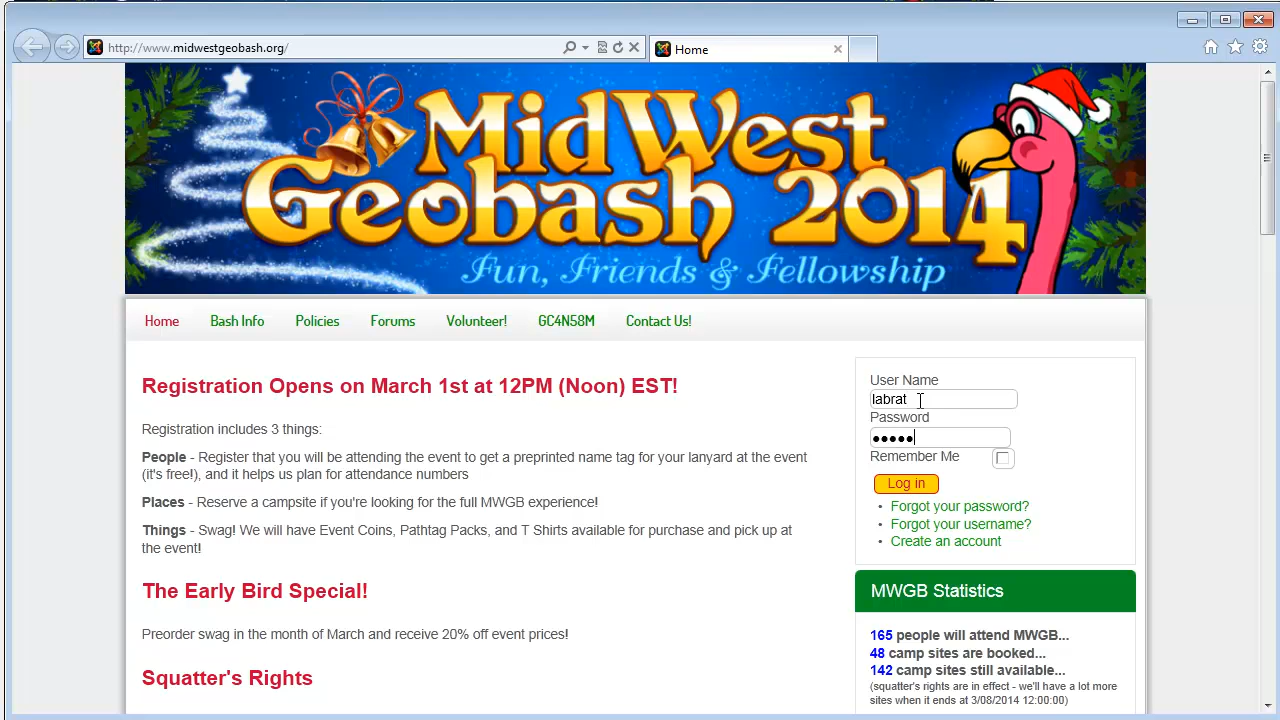 http://www.midwestgeobash.org/
Home
MidWest
Geobash 2014
Fun, Friends & Fellowship
Home Bash Info Policies Forums Volunteer! GC4N58M Contact Us!
Registration Opens on March 1st at 12PM (Noon) EST!
Registration includes 3 things:
People - Register that you will be attending the event to get a preprinted name tag for your lanyard at the event
(it's free!), and it helps us plan for attendance numbers
Places - Reserve a campsite if you're looking for the full MWGB experience!
Things - Swag! We will have Event Coins, Pathtag Packs, and T Shirts available for purchase and pick up at
the event!
The Early Bird Special!
Preorder swag in the month of March and receive 20% off event prices!
Squatter's Rights
User Name
labrat
Password
●●●●●
Remember Me
Log in
• Forgot your password?
• Forgot your username?
• Create an account
MWGB Statistics
165 people will attend MWGB...
48 camp sites are booked...
142 camp sites still available...
(squatter's rights are in effect - we'll have a lot more
sites when it ends at 3/08/2014 12:00:00)